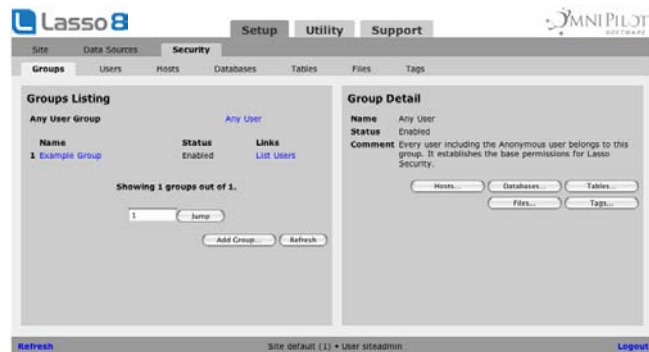 Lasso 8
OMNIPILOT
SOFTWARE
Setup Utility Support
Site Data Sources Security
Groups Users Hosts Databases Tables Files Tags
Groups Listing
Any User Group Any User
Name Status Links
1 Example Group Enabled List Users
Showing 1 groups out of 1.
1 Jump
Add Group... Refresh
Group Detail
Name Any User
Status Enabled
Comment Every user including the Anonymous user belongs to this
group. It establishes the base permissions for Lasso
Security.
Hosts... Databases... Tables...
Files... Tags...
Refresh Site default (1) • User siteadmin Logout